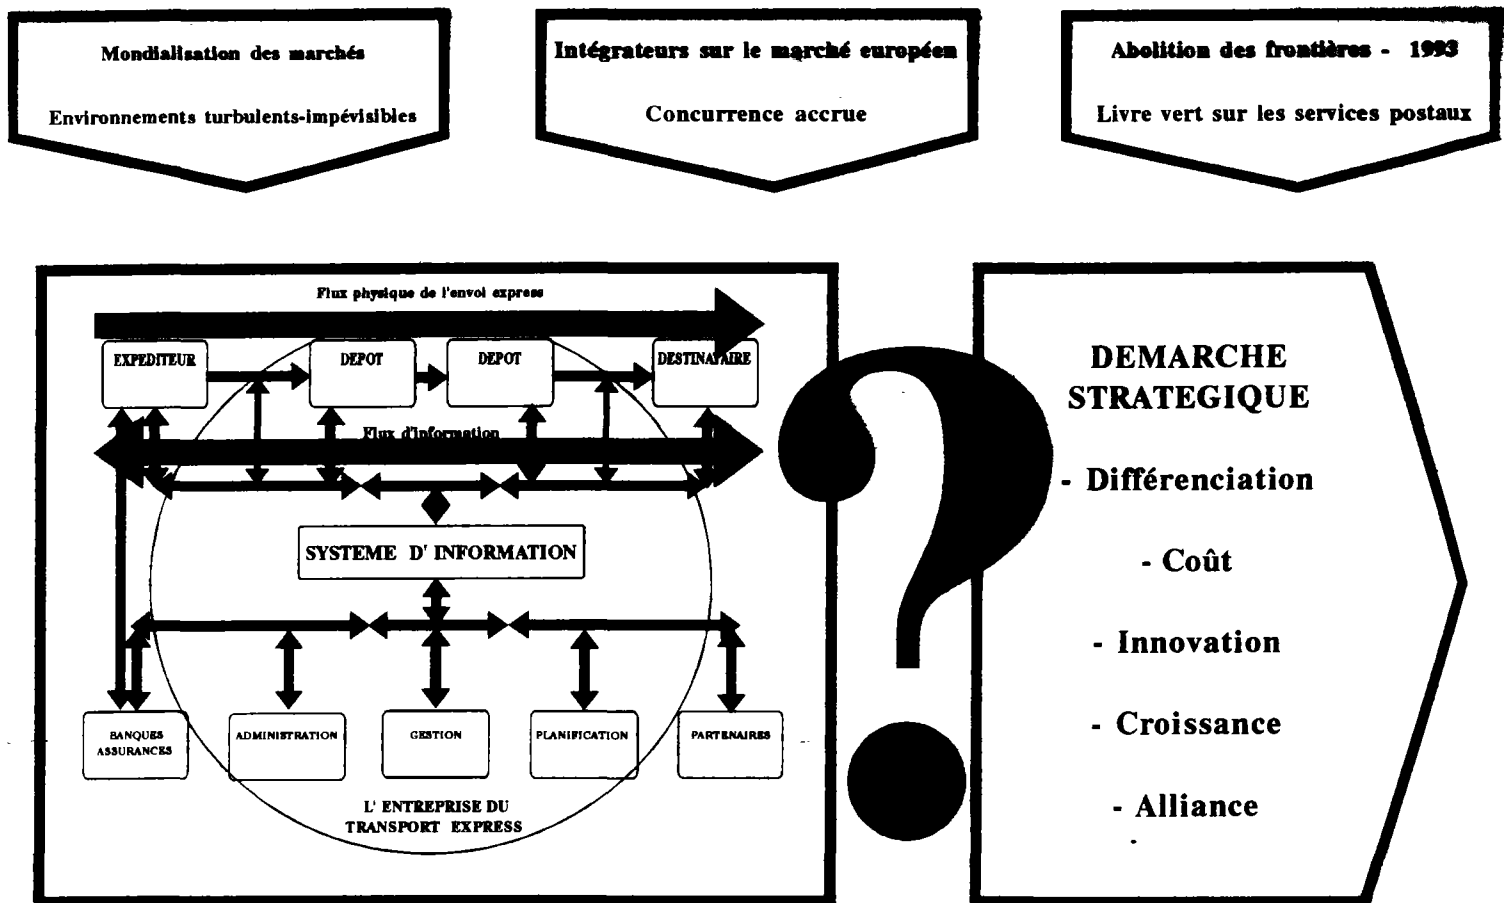 Mondialisation des marchés
Environnements turbulents-impévisibles
Intégrateurs sur le marché européen
Concurrence accrue
Abolition des frontières - 1993
Livre vert sur les services postaux
Flux physique de l'envoi express
EXPEDITEUR
DEPOT
DEPOT
DESTINATAIRE
Flux d'information
SYSTEME D' INFORMATION
BANQUES
ASSURANCES
ADMINISTRATION
GESTION
PLANIFICATION
PARTENAIRES
L' ENTREPRISE DU
TRANSPORT EXPRESS
?
DEMARCHE
STRATEGIQUE
- Différenciation
- Coût
- Innovation
- Croissance
- Alliance